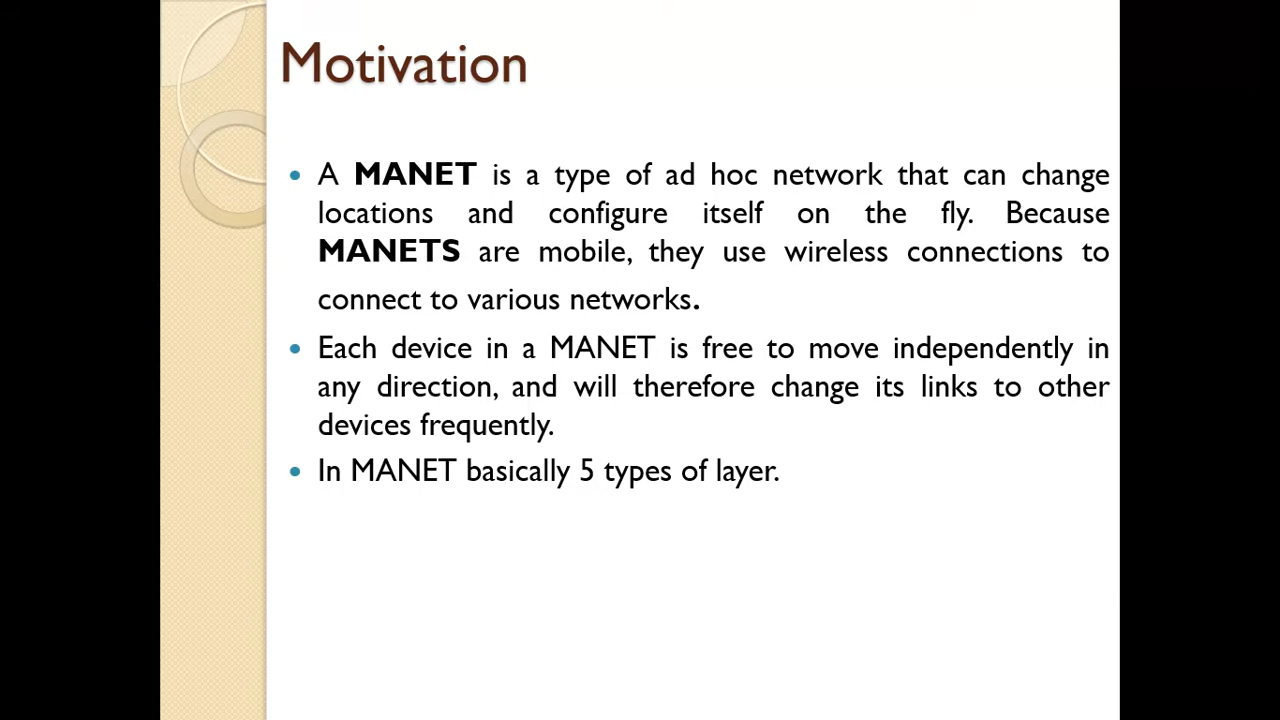 Motivation
A MANET is a type of ad hoc network that can change
locations and configure itself on the fly. Because
MANETS are mobile, they use wireless connections to
connect to various networks.
Each device in a MANET is free to move independently in
any direction, and will therefore change its links to other
devices frequently.
In MANET basically 5 types of layer.